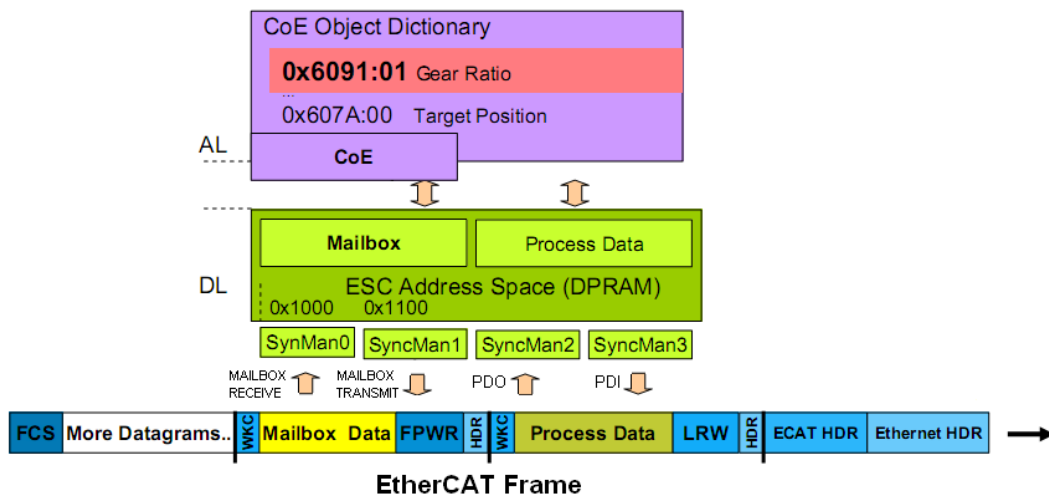 CoE Object Dictionary
0x6091:01 Gear Ratio
...
0x607A:00 Target Position
AL
CoE
Mailbox
Process Data
DL
ESC Address Space (DPRAM)
0x1000 0x1100
SynMan0
SyncMan1
SyncMan2
SyncMan3
MAILBOX
RECEIVE
MAILBOX
TRANSMIT
PDO
PDI
FCS
More Datagrams..
WKC
Mailbox Data
FPWR
HDR
WKC
Process Data
LRW
HDR
ECAT HDR
Ethernet HDR
EtherCAT Frame